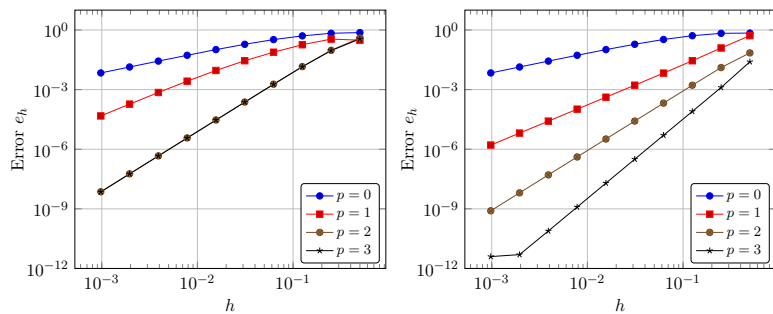 10^0
10^−3
10^−6
10^−9
10^−12
Error e_h
10^−3
10^−2
10^−1
h
p = 0
p = 1
p = 2
p = 3
10^0
10^−3
10^−6
10^−9
10^−12
Error e_h
10^−3
10^−2
10^−1
h
p = 0
p = 1
p = 2
p = 3